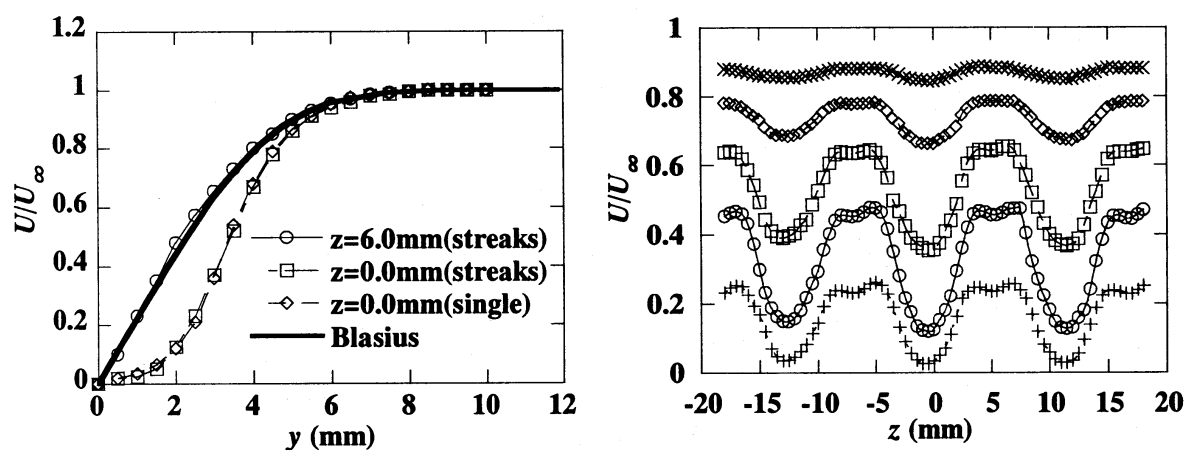 1.2
1
0.8
0.6
0.4
0.2
0
U/U∞
z=6.0mm(streaks)
z=0.0mm(streaks)
z=0.0mm(single)
Blasius
0 2 4 6 8 10 12
y (mm)
1
0.8
0.6
0.4
0.2
0
U/U∞
-20 -15 -10 -5 0 5 10 15 20
z (mm)